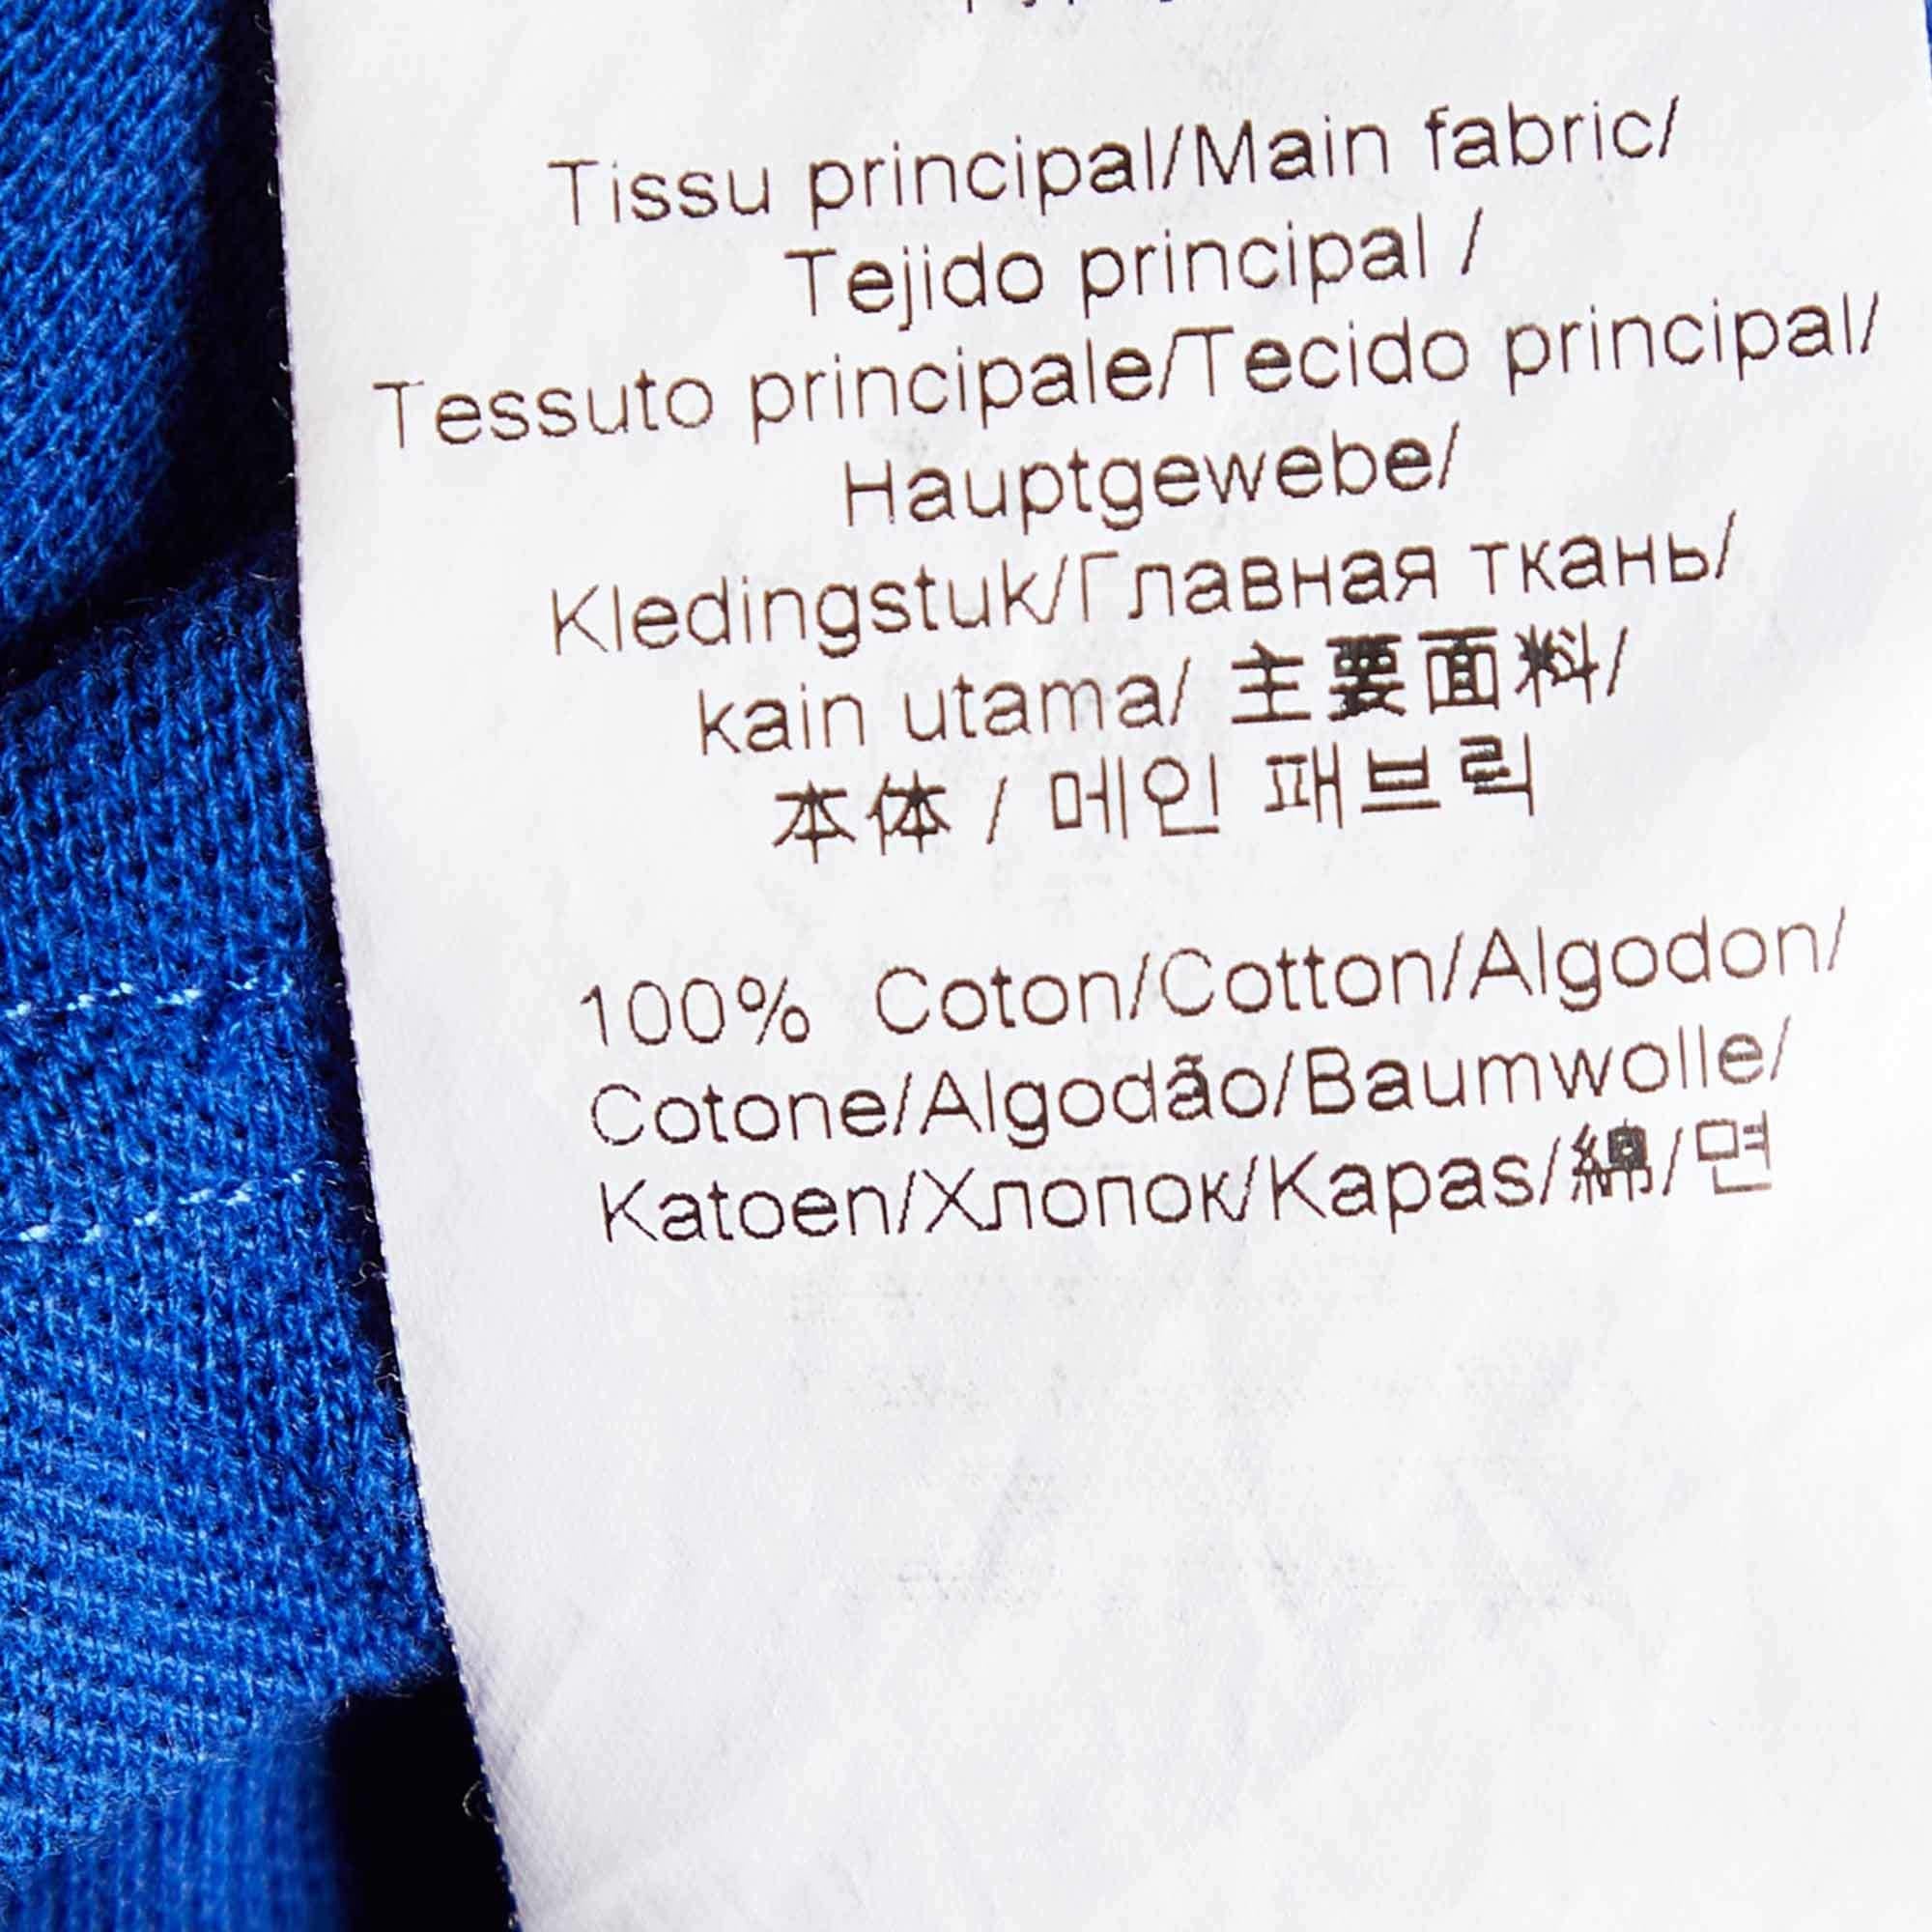 Tissu principal/Main fabric/
Tejido principal /
Tessuto principale/Tecido principal/
Hauptgewebe/
Kledingstuk/Главная ткань/
kain utama/ 主要面料/
本体 / 메인 패브릭
100% Coton/Cotton/Algodon/
Cotone/Algodão/Baumwolle/
Katoen/Хлопок/Kapas/綿/면